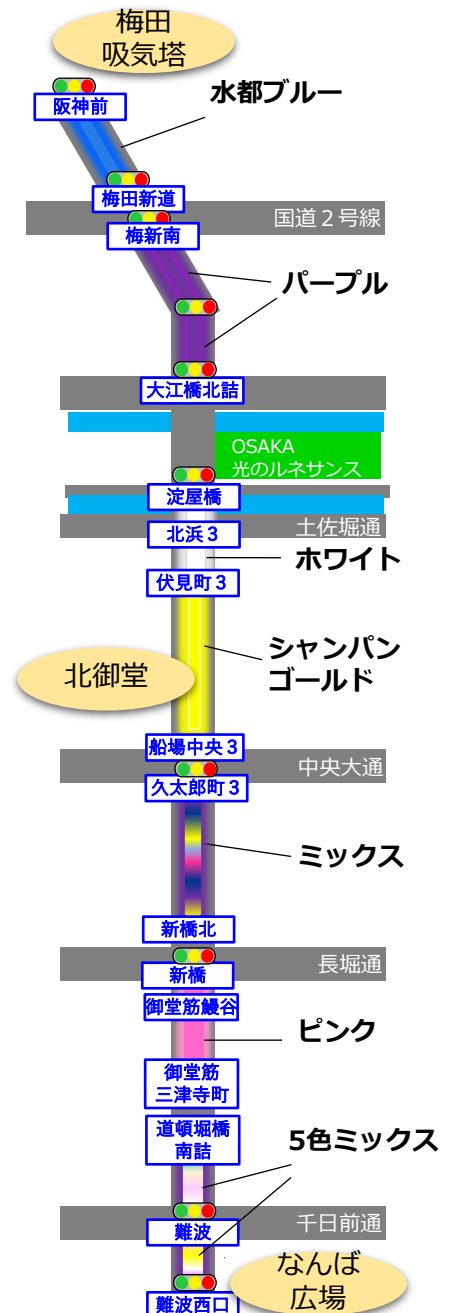 梅田
吸気塔
阪神前
水都ブルー
梅田新道
国道２号線
梅新南
パープル
大江橋北詰
OSAKA
光のルネサンス
淀屋橋
土佐堀通
北浜３
ホワイト
伏見町３
シャンパン
ゴールド
北御堂
船場中央３
中央大通
久太郎町３
ミックス
新橋北
長堀通
新橋
御堂筋鰻谷
ピンク
御堂筋
三津寺町
道頓堀橋
南詰
5色ミックス
千日前通
難波
なんば
広場
難波西口